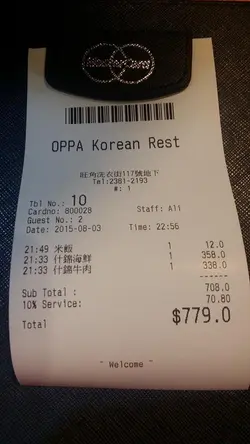 MasterCard
OPPA Korean Rest
旺角洗衣街117號地下
Tel:2381-2193
#: 1
Tbl No.: 10
Cardno: 800028 Staff: Ali
Guest No.: 2
Date: 2015-08-03 Time: 22:56
21:49 米飯 1 12.0
21:33 什錦海鮮 1 358.0
21:33 什錦牛肉 1 338.0
------
Sub Total : 708.0
10% Service: 70.80
Total $779.0
~ Welcome ~